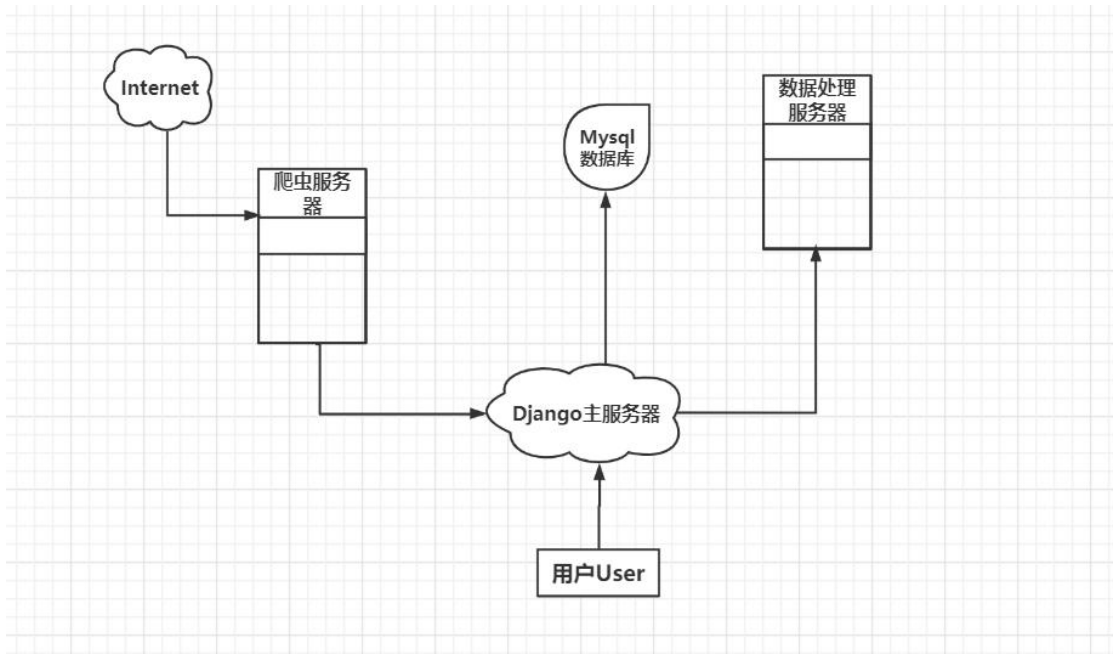 Internet
数据处理
服务器
Mysql
数据库
爬虫服务
器
Django主服务器
用户User